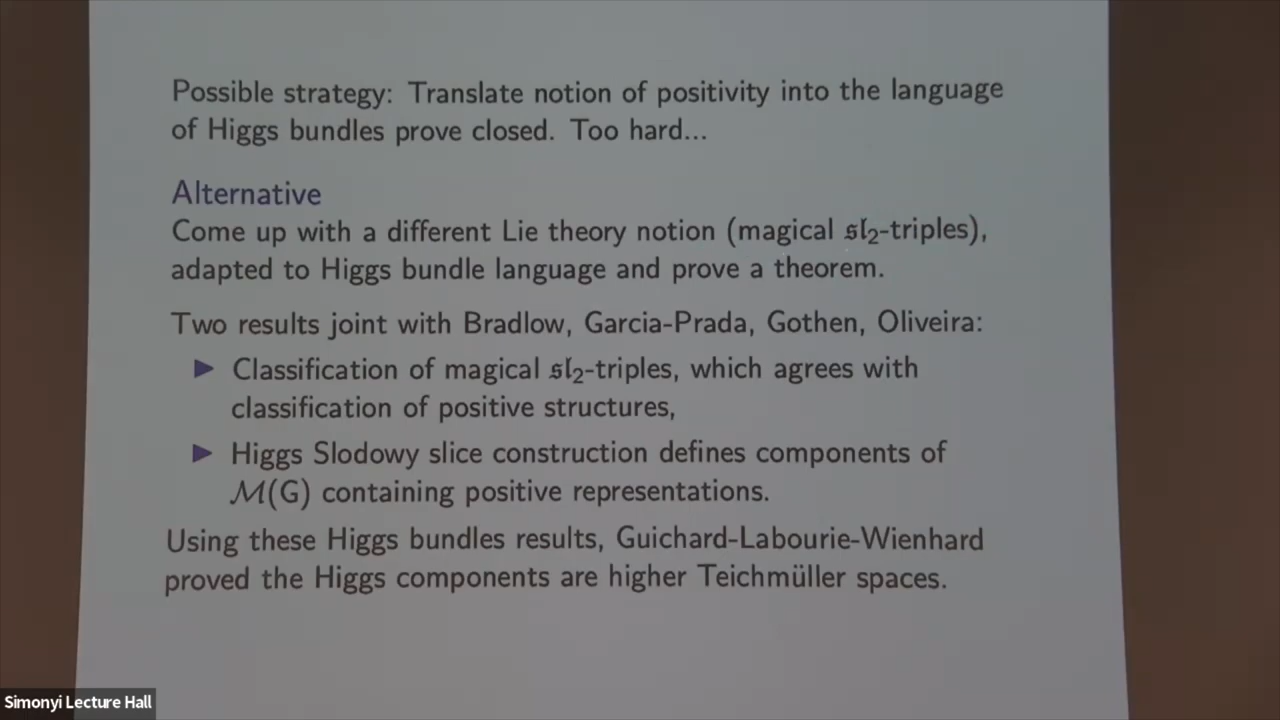 Possible strategy: Translate notion of positivity into the language
of Higgs bundles prove closed. Too hard...
Alternative
Come up with a different Lie theory notion (magical 𝔰𝔩₂-triples),
adapted to Higgs bundle language and prove a theorem.
Two results joint with Bradlow, Garcia-Prada, Gothen, Oliveira:
▶ Classification of magical 𝔰𝔩₂-triples, which agrees with
classification of positive structures,
▶ Higgs Slodowy slice construction defines components of
ℳ(G) containing positive representations.
Using these Higgs bundles results, Guichard-Labourie-Wienhard
proved the Higgs components are higher Teichmüller spaces.
Simonyi Lecture Hall